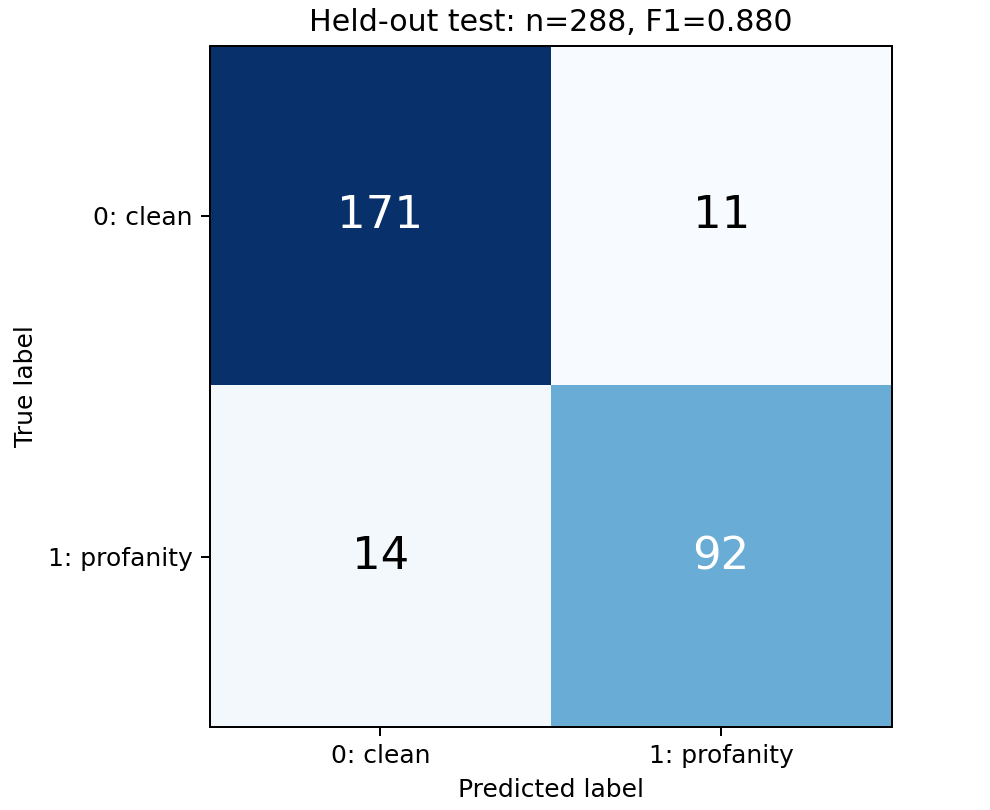 Held-out test: n=288, F1=0.880
0: clean
171
11
True label
1: profanity
14
92
0: clean
1: profanity
Predicted label